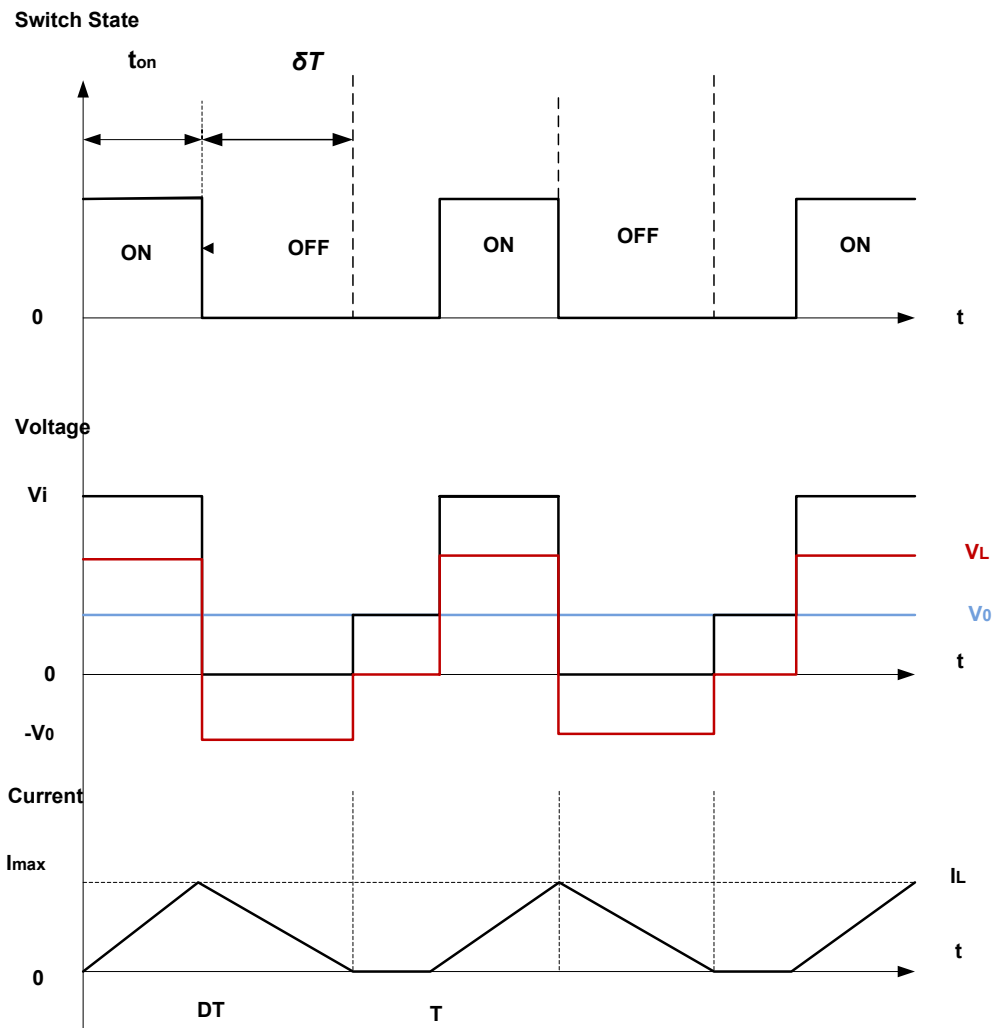 Switch State
ton δT
ON OFF ON OFF ON
0 t
Voltage
Vi
VL
V0
0 t
-V0
Current
Imax IL
0 t
DT T